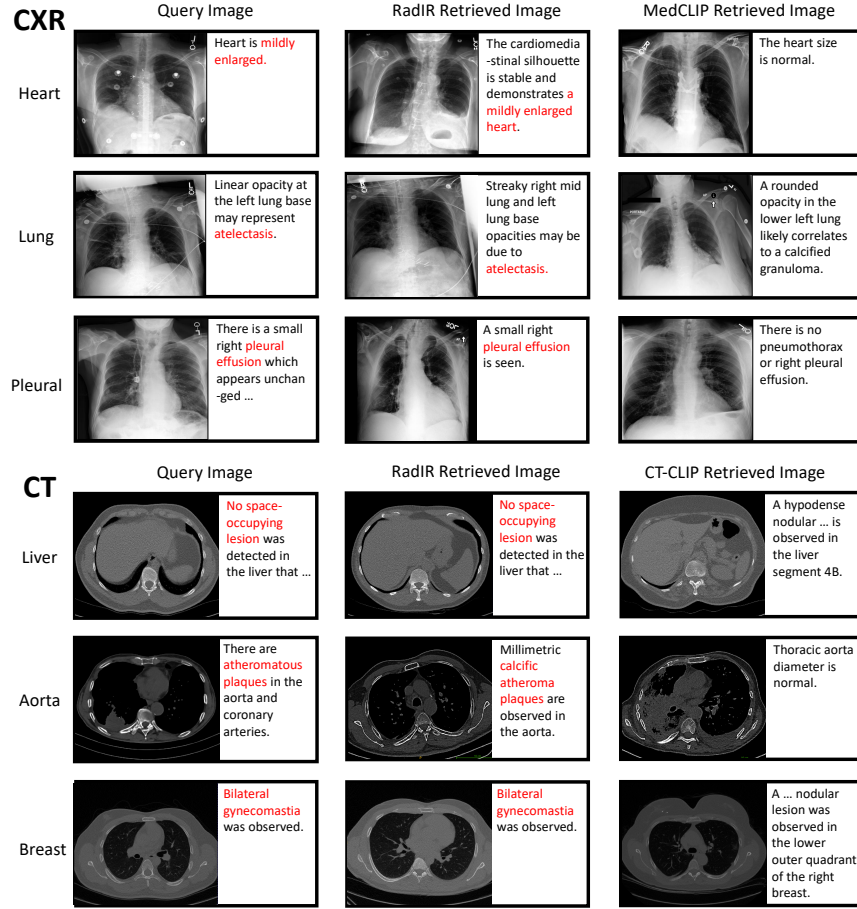 CXR
Query Image
RadIR Retrieved Image
MedCLIP Retrieved Image
Heart
Heart is mildly
enlarged.
The cardiomedia
-stinal silhouette
is stable and
demonstrates a
mildly enlarged
heart.
The heart size
is normal.
Lung
Linear opacity at
the left lung base
may represent
atelectasis.
Streaky right mid
lung and left
lung base
opacities may be
due to
atelectasis.
A rounded
opacity in the
lower left lung
likely correlates
to a calcified
granuloma.
Pleural
There is a small
right pleural
effusion which
appears unchan
-ged ...
A small right
pleural effusion
is seen.
There is no
pneumothorax
or right pleural
effusion.
CT
Query Image
RadIR Retrieved Image
CT-CLIP Retrieved Image
Liver
No space-
occupying
lesion was
detected in
the liver that ...
No space-
occupying
lesion was
detected in the
liver that ...
A hypodense
nodular ... is
observed in
the liver
segment 4B.
Aorta
There are
atheromatous
plaques in the
aorta and
coronary
arteries.
Millimetric
calcific
atheroma
plaques are
observed in
the aorta.
Thoracic aorta
diameter is
normal.
Breast
Bilateral
gynecomastia
was observed.
Bilateral
gynecomastia
was observed.
A ... nodular
lesion was
observed in
the lower
outer quadrant
of the right
breast.